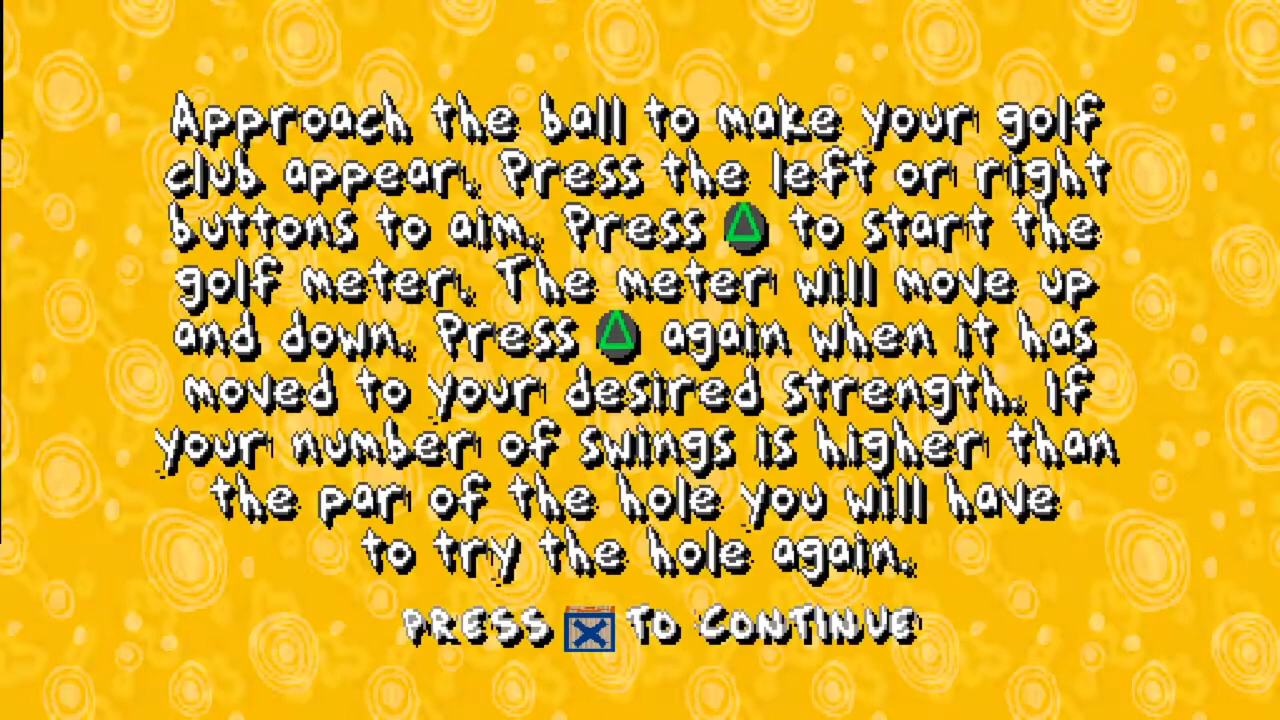 Approach the ball to make your golf
club appear. Press the left or right
buttons to aim. Press △ to start the
golf meter. The meter will move up
and down. Press △ again when it has
moved to your desired strength. If
your number of swings is higher than
the par of the hole you will have
to try the hole again.
PRESS X TO CONTINUE